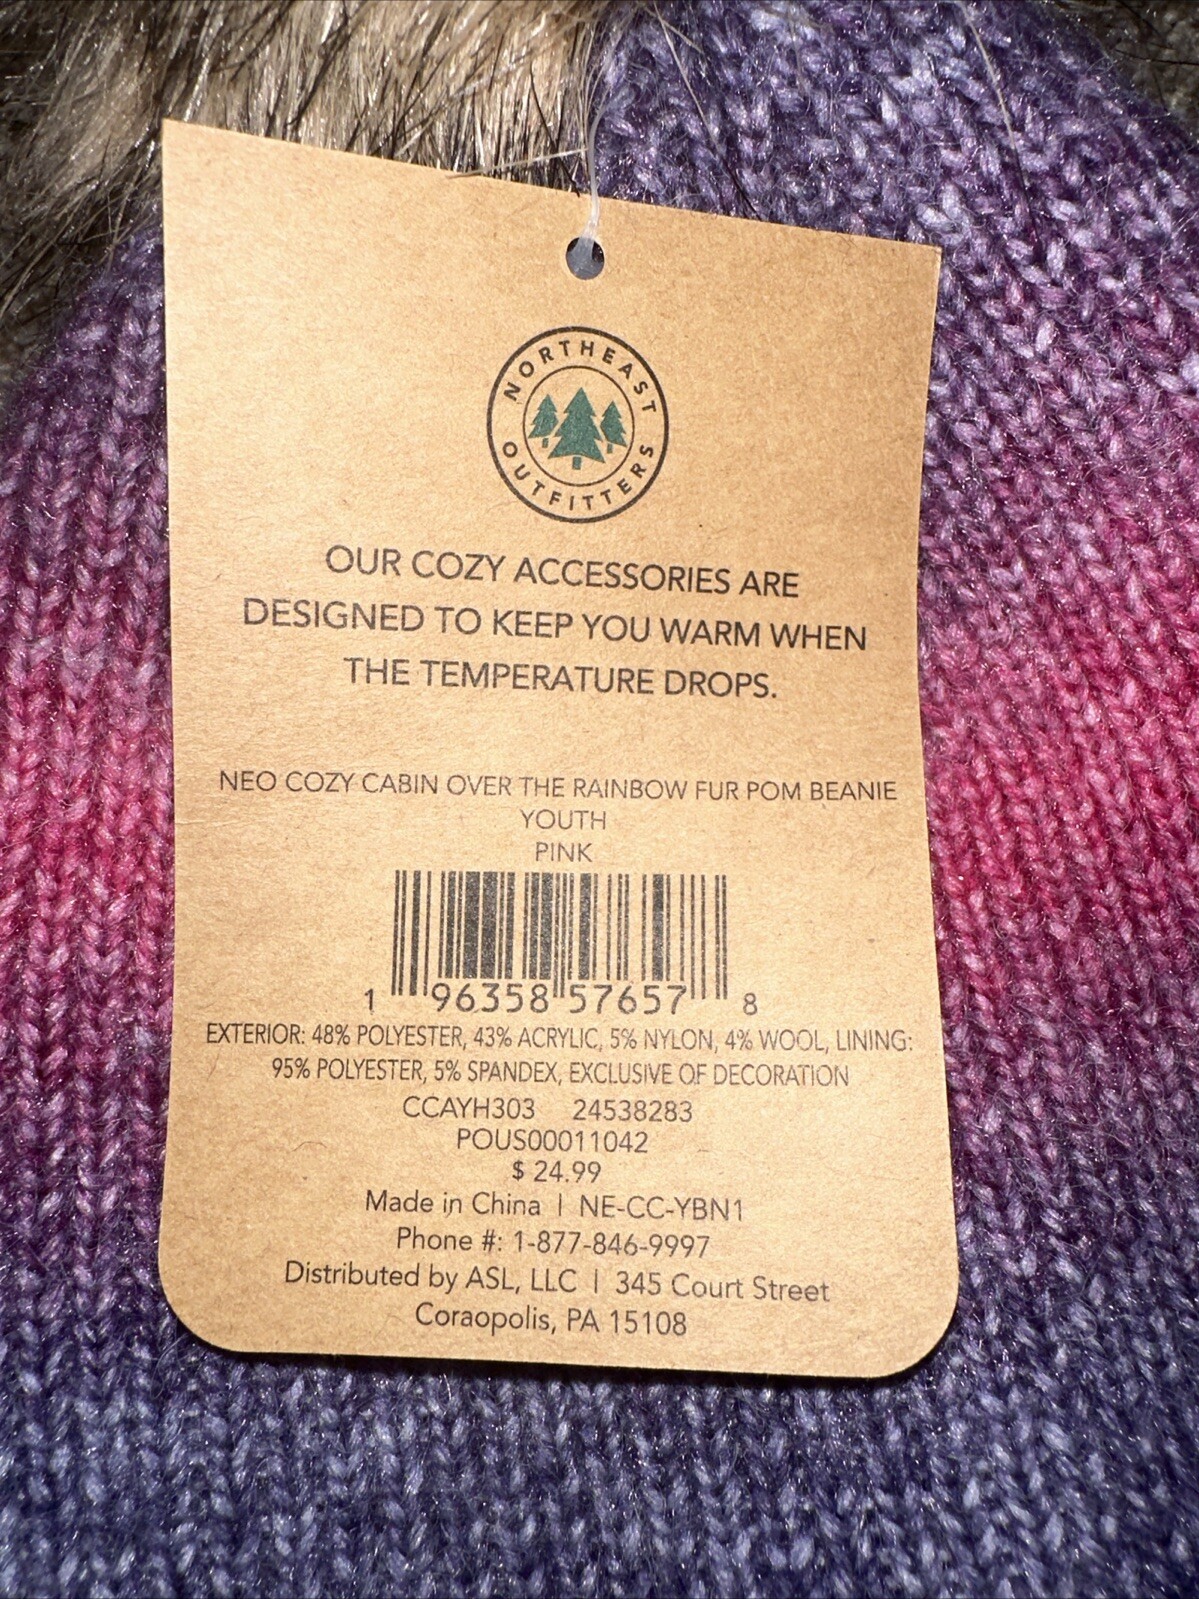 NORTHEAST
OUTFITTERS
OUR COZY ACCESSORIES ARE
DESIGNED TO KEEP YOU WARM WHEN
THE TEMPERATURE DROPS.
NEO COZY CABIN OVER THE RAINBOW FUR POM BEANIE
YOUTH
PINK
1 96358 57657 8
EXTERIOR: 48% POLYESTER, 43% ACRYLIC, 5% NYLON, 4% WOOL, LINING:
95% POLYESTER, 5% SPANDEX, EXCLUSIVE OF DECORATION
CCAYH303 24538283
POUS00011042
$ 24.99
Made in China | NE-CC-YBN1
Phone #: 1-877-846-9997
Distributed by ASL, LLC | 345 Court Street
Coraopolis, PA 15108